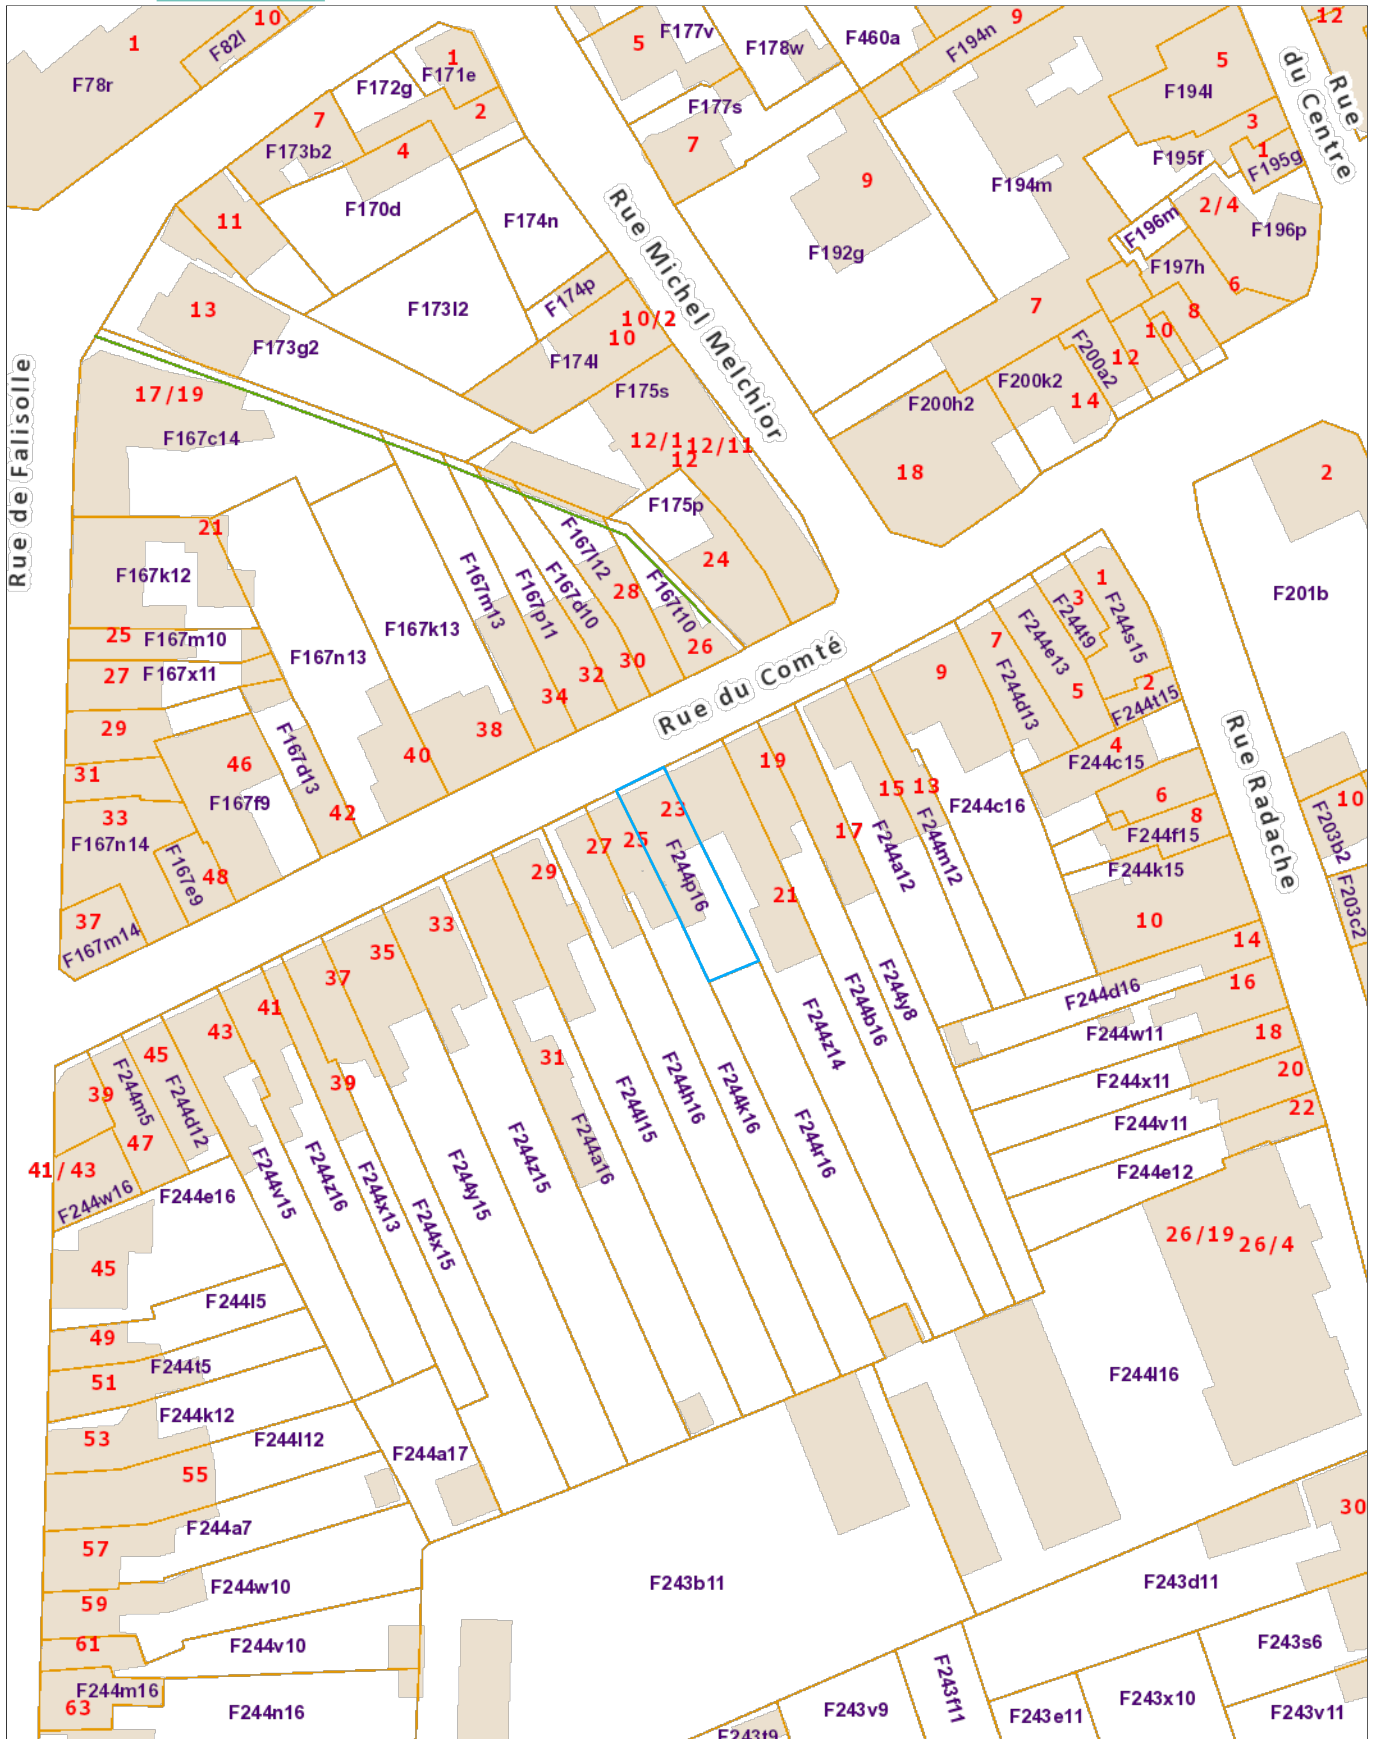 10
1
F82l
F78r
1
F171e
F172g
2
7
F173b2
4
F170d
11
F174n
F173l2
13
F173g2
F174p
10/2
10
F174l
F175s
12/1
12/11
12
F175p
24
5
F177v
F178w
F177s
7
F460a
9
F194n
12
5
F194l
3
1
F195g
F195f
F194m
9
F192g
2/4
F196m
F196p
F197h
6
7
8
10
12
F200a2
F200k2
14
F200h2
18
2
F201b
Rue
du Centre
Rue Michel Melchior
Rue de Falisolle
Rue du Comté
Rue Radache
17/19
F167c14
21
F167k12
25
F167m10
27
F167x11
29
31
33
F167n14
37
F167m14
46
F167f9
F167e9
48
F167d13
42
F167n13
F167k13
40
38
F167m13
34
F167p11
32
F167d10
30
F167l12
28
F167t10
26
1
3
F244s15
F244t9
F244e13
7
5
2
F244t15
F244d13
9
4
F244c15
6
8
F244f15
F244k15
10
F203b2
10
F203c2
14
F244d16
16
F244w11
18
F244x11
20
F244v11
22
F244e12
26/19
26/4
F244l16
19
15
13
F244c16
17
F244a12
F244m12
23
25
27
F244p16
29
21
33
35
37
41
43
45
39
F244m5
F244d12
47
41/43
F244w16
F244e16
39
31
F244a16
F244v15
F244z16
F244x13
F244x15
F244y15
F244z15
F244l15
F244h16
F244k16
F244r16
F244z14
F244b16
F244y8
45
F244l5
49
F244t5
51
F244k12
53
F244l12
55
F244a17
F244a7
57
F244w10
59
61
F244v10
F244m16
63
F244n16
F243b11
F243d11
30
F243s6
F243v11
F243x10
F243e11
F243f11
F243v9
F243t9